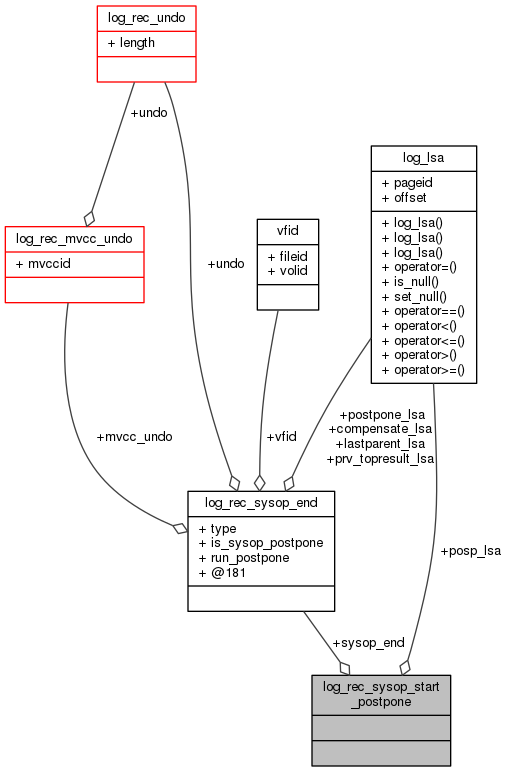 log_rec_undo
+ length
+undo
log_lsa
+ pageid
+ offset
+ log_lsa()
+ log_lsa()
+ log_lsa()
+ operator=()
+ is_null()
+ set_null()
+ operator==()
+ operator<()
+ operator<=()
+ operator>()
+ operator>=()
log_rec_mvcc_undo
+ mvccid
vfid
+ fileid
+ volid
+undo
+mvcc_undo
+vfid
+postpone_lsa
+compensate_lsa
+lastparent_lsa
+prv_topresult_lsa
log_rec_sysop_end
+ type
+ is_sysop_postpone
+ run_postpone
+ @181
+posp_lsa
+sysop_end
log_rec_sysop_start
_postpone